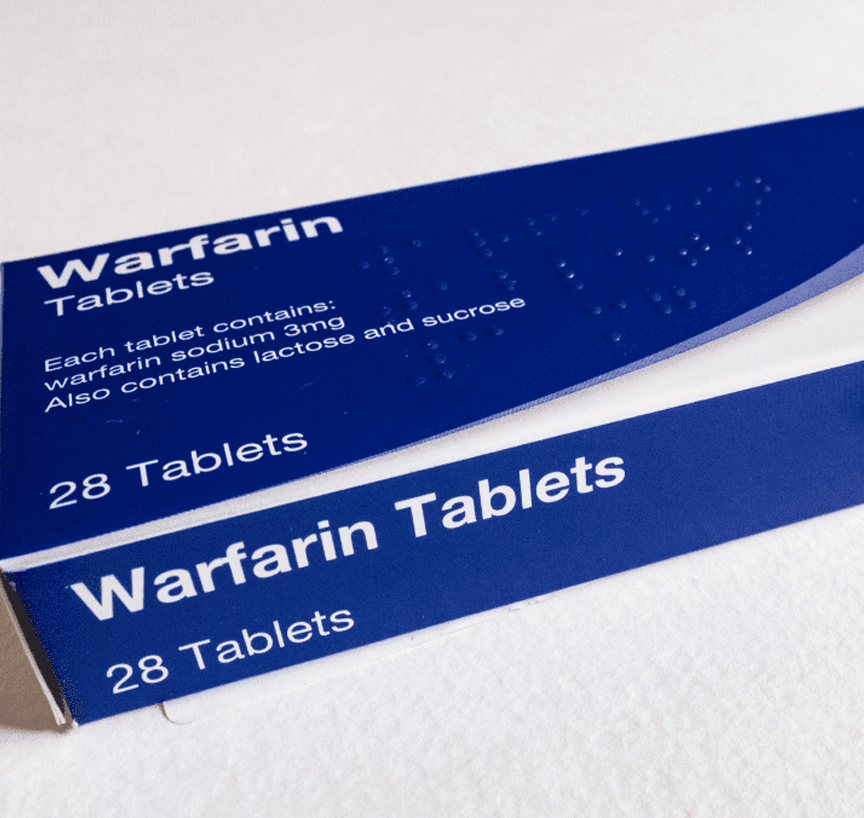 Warfarin
Tablets
Each tablet contains:
warfarin sodium 3mg
Also contains lactose and sucrose
28 Tablets
Warfarin Tablets
28 Tablets